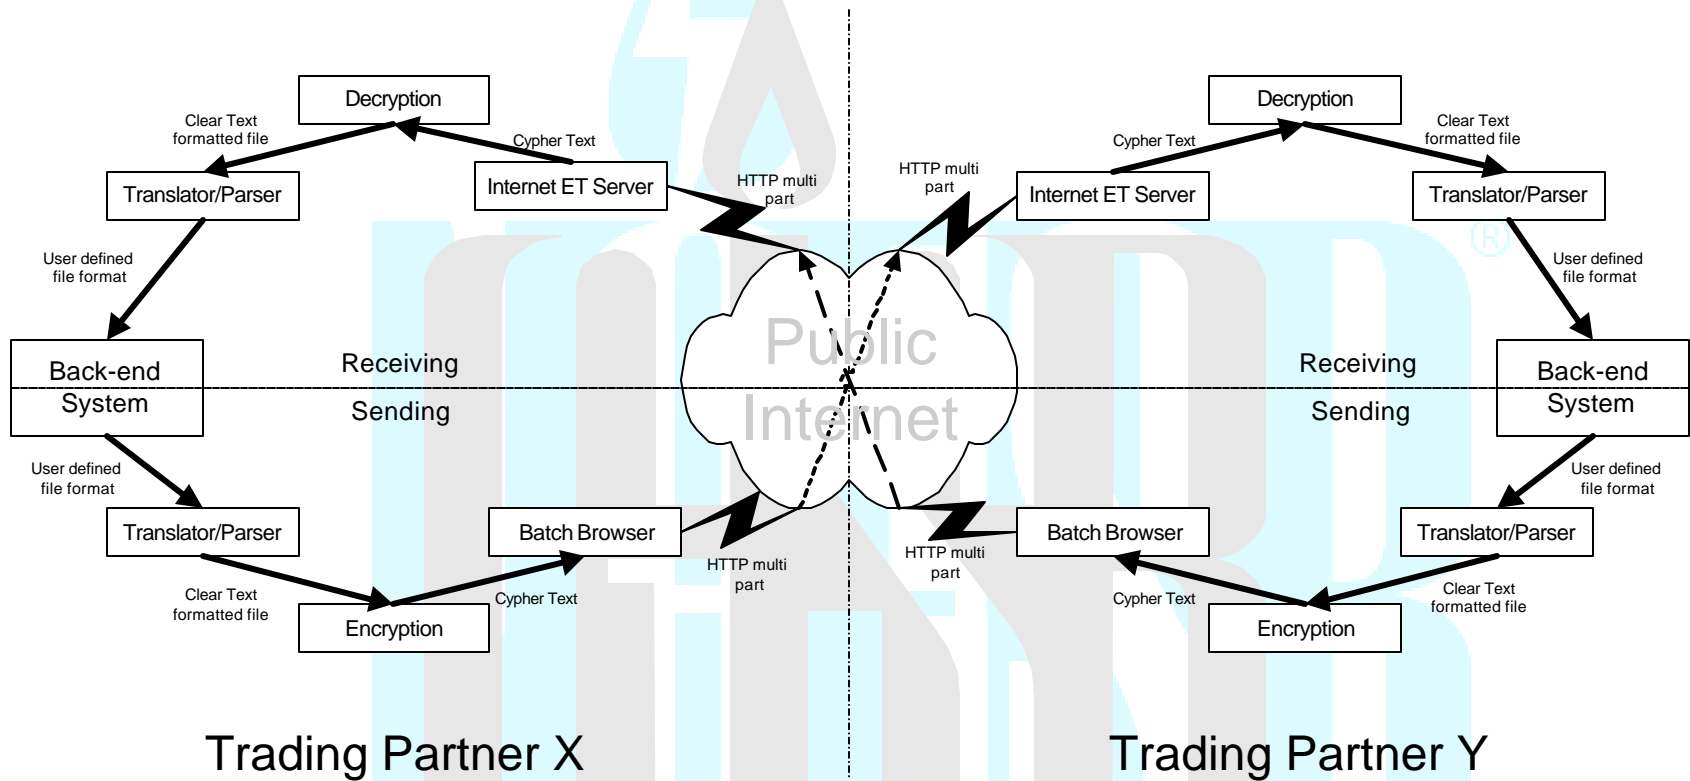 Decryption
Clear Text
formatted file
Cypher Text
Translator/Parser
Internet ET Server
HTTP multi
part
User defined
file format
Back-end
System
Receiving
Sending
User defined
file format
Translator/Parser
Batch Browser
HTTP multi
part
Clear Text
formatted file
Cypher Text
Encryption
Trading Partner X
Public
Internet
Decryption
Cypher Text
Clear Text
formatted file
HTTP multi
part
Internet ET Server
Translator/Parser
®
User defined
file format
Receiving
Sending
Back-end
System
User defined
file format
Batch Browser
Translator/Parser
HTTP multi
part
Cypher Text
Clear Text
formatted file
Encryption
Trading Partner Y